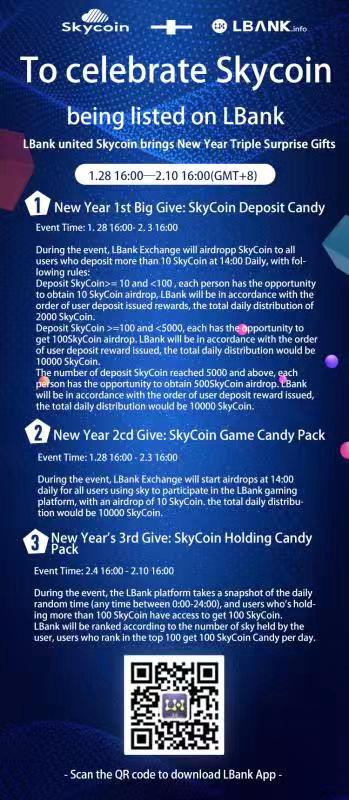 Skycoin
LBANK.info
To celebrate Skycoin
being listed on LBank
LBank united Skycoin brings New Year Triple Surprise Gifts
1.28 16:00—2.10 16:00(GMT+8)
1 New Year 1st Big Give: SkyCoin Deposit Candy
Event Time: 1. 28 16:00- 2. 3 16:00
During the event, LBank Exchange will airdropp SkyCoin to all
users who deposit more than 10 SkyCoin at 14:00 Daily, with fol-
lowing rules:
Deposit SkyCoin>= 10 and <100 , each person has the opportunity
to obtain 10 SkyCoin airdrop, LBank will be in accordance with the
order of user deposit issued rewards, the total daily distribution of
2000 SkyCoin.
Deposit SkyCoin >=100 and <5000, each has the opportunity to
get 100SkyCoin airdrop. LBank will be in accordance with the order
of user deposit reward issued, the total daily distribution would be
10000 SkyCoin.
The number of deposit SkyCoin reached 5000 and above, each
person has the opportunity to obtain 500SkyCoin airdrop. LBank
will be in accordance with the order of user deposit reward issued,
the total daily distribution would be 10000 SkyCoin.
2 New Year 2cd Give: SkyCoin Game Candy Pack
Event Time: 1.28 16:00 - 2.3 16:00
During the event, LBank Exchange will start airdrops at 14:00
daily for all users using sky to participate in the LBank gaming
platform, with an airdrop of 10 SkyCoin. the total daily distribu-
tion would be 10000 SkyCoin.
3 New Year's 3rd Give: SkyCoin Holding Candy
Pack
Event Time: 2.4 16:00 - 2.10 16:00
During the event, the LBank platform takes a snapshot of the daily
random time (any time between 0:00-24:00), and users who's hold-
ing more than 100 SkyCoin have access to get 100 SkyCoin.
LBank will be ranked according to the number of sky held by the
user, users who rank in the top 100 get 100 SkyCoin Candy per day.
- Scan the QR code to download LBank App -